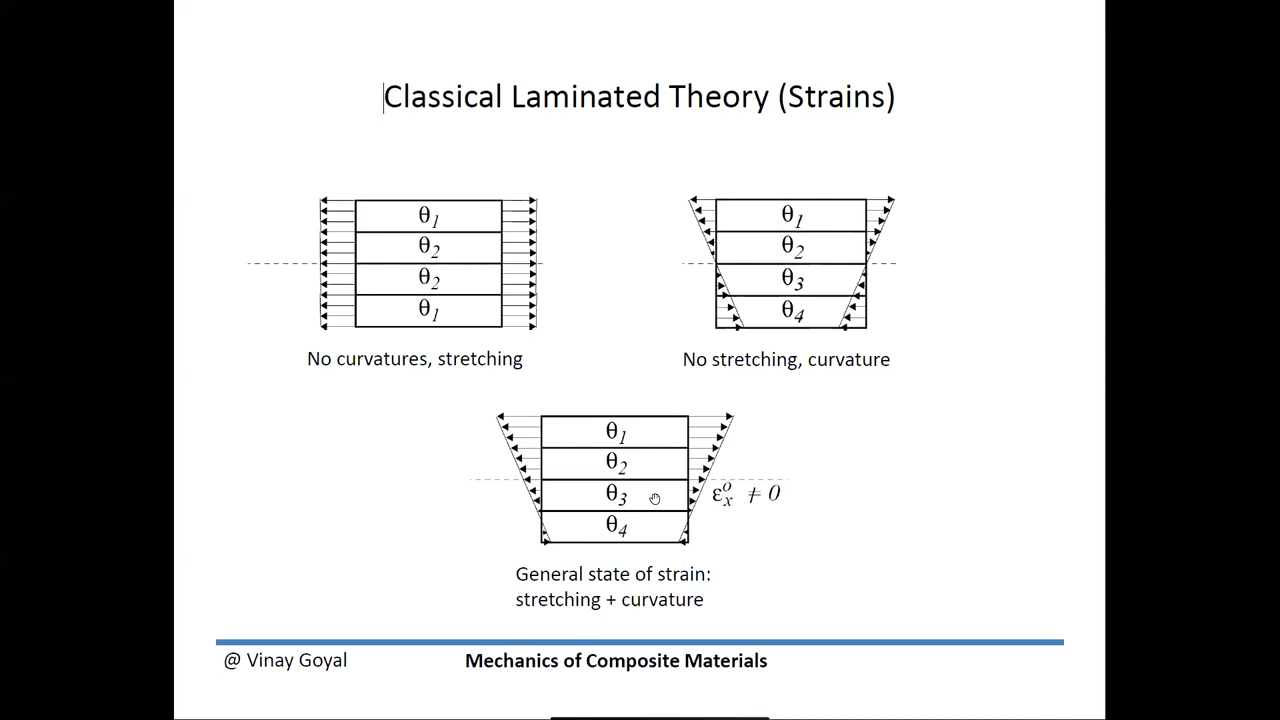 Classical Laminated Theory (Strains)
θ1
θ2
θ2
θ1
No curvatures, stretching
θ1
θ2
θ3
θ4
No stretching, curvature
θ1
θ2
θ3
θ4
ε°x ≠ 0
General state of strain:
stretching + curvature
@ Vinay Goyal
Mechanics of Composite Materials